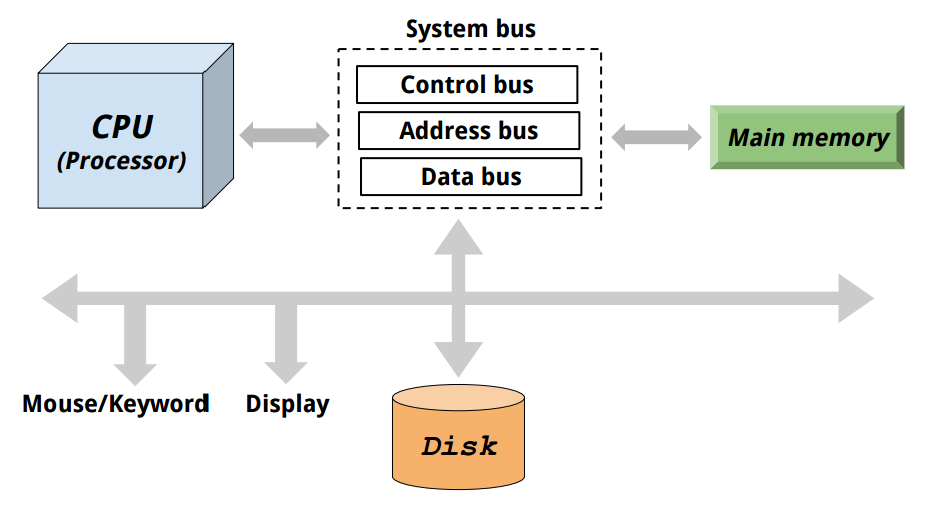 System bus
CPU
(Processor)
Control bus
Address bus
Data bus
Main memory
Mouse/Keyword
Display
Disk